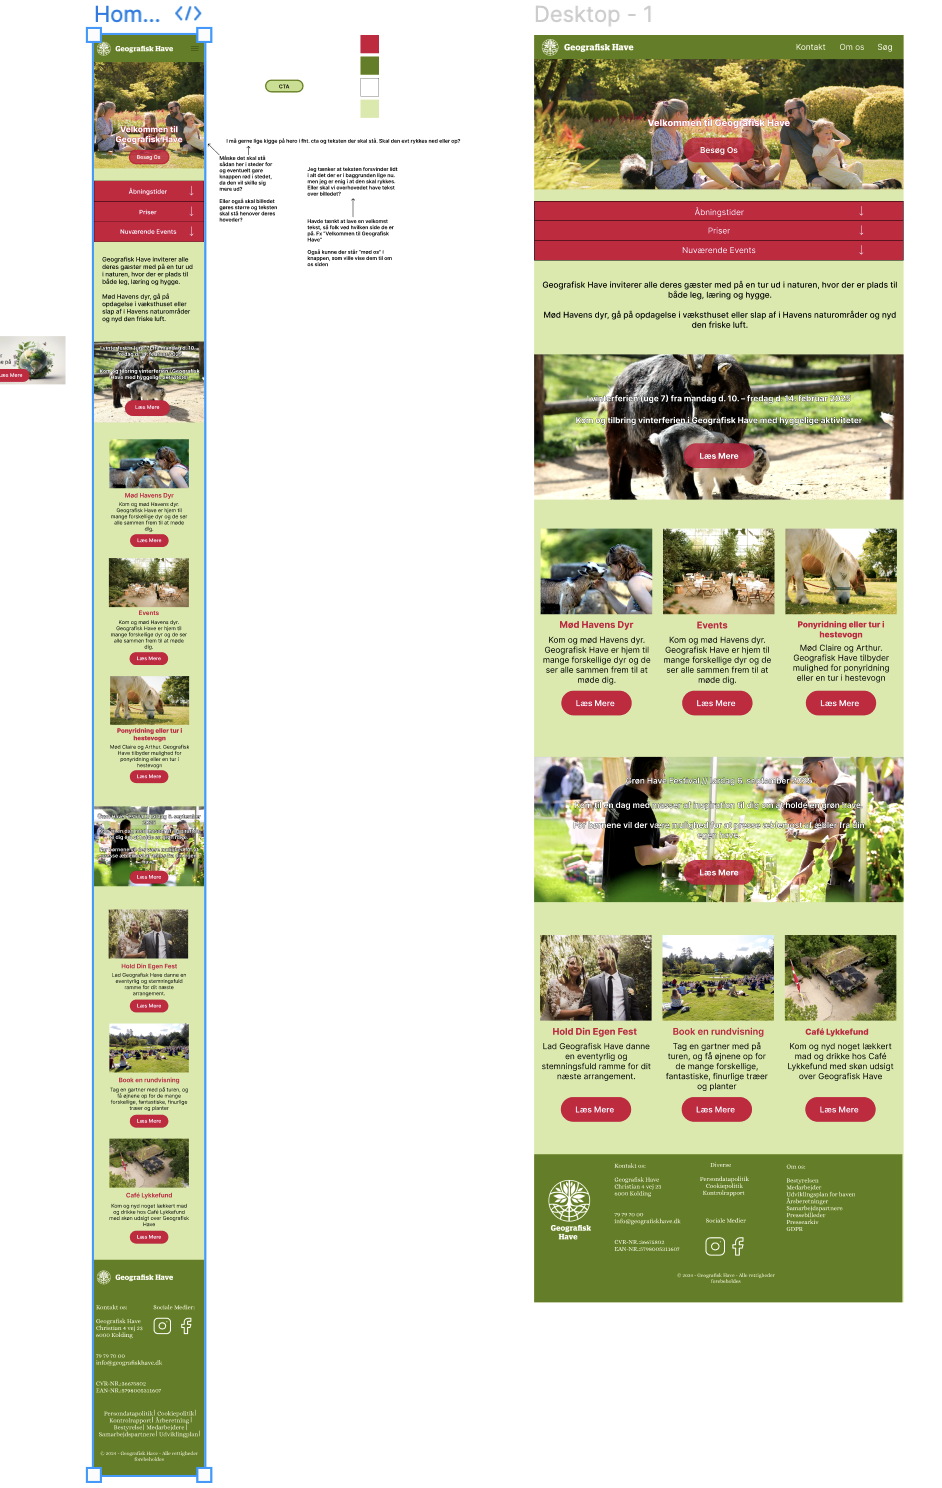 Hom...
Desktop - 1
Geografisk Have
Velkommen til
Geografisk Have
Besøg Os
Åbningstider
Priser
Nuværende Events
Geografisk Have inviterer alle
deres gæster med på en tur ud
i naturen, hvor der er plads til
både leg, læring og hygge.
Mød Havens dyr, gå på
opdagelse i væksthuset eller
slap af i Havens naturområder
og nyd den friske luft.
Kom og tilbring vinterferien i Geografisk
Have med hyggelige aktiviteter
Læs Mere
Læs Mere
Mød Havens Dyr
Kom og mød Havens dyr.
Geografisk Have er hjem til
mange forskellige dyr og de ser
alle sammen frem til at møde
dig.
Læs Mere
Events
Kom og mød Havens dyr.
Geografisk Have er hjem til
mange forskellige dyr og de ser
alle sammen frem til at møde
dig.
Læs Mere
Ponyridning eller tur i
hestevogn
Mød Claire og Arthur. Geografisk
Have tilbyder mulighed for
ponyridning eller en tur i
hestevogn
Læs Mere
Læs Mere
Hold Din Egen Fest
Lad Geografisk Have danne en
eventyrlig og stemningsfuld
ramme for dit næste
arrangement.
Læs Mere
Book en rundvisning
Tag en gartner med på turen, og
få øjnene op for de mange
forskellige, fantastiske, finurlige
træer og planter
Læs Mere
Café Lykkefund
Kom og nyd noget lækkert mad
og drikke hos Café Lykkefund
med skøn udsigt over Geografisk
Have
Læs Mere
Geografisk Have
Kontakt os:
Sociale Medier:
Geografisk Have
Christian 4 vej 23
6000 Kolding
79 79 70 00
info@geografiskhave.dk
CVR-NR.:26675802
EAN-NR.:5798005311607
Persondatapolitik| Cookiepolitik|
Kontrolrapport| Årberetning |
Bestyrelse| Medarbejdere |
Samarbejdspartnere| Udviklingplan|
© 2023 - Geografisk Have - Alle rettigheder
forebeholdes
CTA
I må gerne lige kigge på hero i fht. cta og teksten der skal stå. Skal den evt rykkes ned eller op?
Måske det skal stå
sådan her i steder for
og eventuelt gøre
knappen rød i stedet,
da den vil skille sig
mere ud?
Eller også skal billedet
gøres større og teksten
skal stå henover deres
hoveder?
Jeg tænker at teksten forsvinder lidt
i alt det der er i baggrunden lige nu,
men jeg er enig i at den skal rykkes.
Eller skal vi overhovedet have tekst
over billedet?
Havde tænkt at lave en velkomst
tekst, så folk ved hvilken side de er
på. Fx "Velkommen til Geografisk
Have"
Også kunne der stå "mød os" i
knappen, som ville vise dem til om
os siden
Geografisk Have
Kontakt
Om os
Søg
Velkommen til Geografisk Have
Besøg Os
Åbningstider
Priser
Nuværende Events
Geografisk Have inviterer alle deres gæster med på en tur ud i naturen, hvor der er plads til
både leg, læring og hygge.
Mød Havens dyr, gå på opdagelse i væksthuset eller slap af i Havens naturområder og nyd
den friske luft.
I vinterferien (uge 7) fra mandag d. 10. – fredag d. 14. februar 2025
Kom og tilbring vinterferien i Geografisk Have med hyggelige aktiviteter
Læs Mere
Mød Havens Dyr
Kom og mød Havens dyr.
Geografisk Have er hjem til
mange forskellige dyr og de
ser alle sammen frem til at
møde dig.
Læs Mere
Events
Kom og mød Havens dyr.
Geografisk Have er hjem til
mange forskellige dyr og de
ser alle sammen frem til at
møde dig.
Læs Mere
Ponyridning eller tur i
hestevogn
Mød Claire og Arthur.
Geografisk Have tilbyder
mulighed for ponyridning
eller en tur i hestevogn
Læs Mere
Grøn Have Festival // lørdag 6. september 2025
Kom til en dag med masser af inspiration til dig om at holde en grøn have
For børnene vil der være mulighed for at presse æblemost af æbler fra din
egen have.
Læs Mere
Hold Din Egen Fest
Lad Geografisk Have danne
en eventyrlig og
stemningsfuld ramme for dit
næste arrangement.
Læs Mere
Book en rundvisning
Tag en gartner med på
turen, og få øjnene op for
de mange forskellige,
fantastiske, finurlige træer
og planter
Læs Mere
Café Lykkefund
Kom og nyd noget lækkert
mad og drikke hos Café
Lykkefund med skøn udsigt
over Geografisk Have
Læs Mere
Geografisk
Have
Kontakt os:
Geografisk Have
Christian 4 vej 23
6000 Kolding
79 79 70 00
info@geografiskhave.dk
CVR-NR.:26675802
EAN-NR.:5798005311607
Diverse
Persondatapolitik
Cookiepolitik
Kontrolrapport
Sociale Medier
Om os:
Bestyrelsen
Medarbejder
Udviklingsplan for haven
Årsberetninger
Samarbejdspartnere
Pressebilleder
Pressearkiv
GDPR
© 2023 - Geografisk Have - Alle rettigheder
forebeholdes